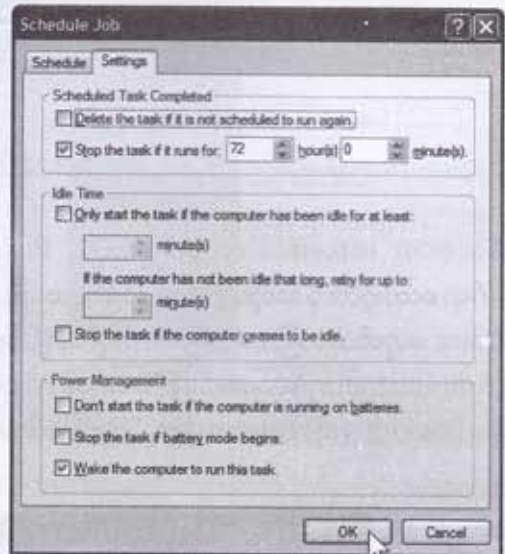 Schedule Job
Schedule Settings
Scheduled Task Completed
Delete the task if it is not scheduled to run again.
Stop the task if it runs for: 72 hour(s) 0 minute(s).
Idle Time
Only start the task if the computer has been idle for at least:
minute(s)
If the computer has not been idle that long, retry for up to:
minute(s)
Stop the task if the computer ceases to be idle.
Power Management
Don't start the task if the computer is running on batteries.
Stop the task if battery mode begins.
Wake the computer to run this task.
OK Cancel